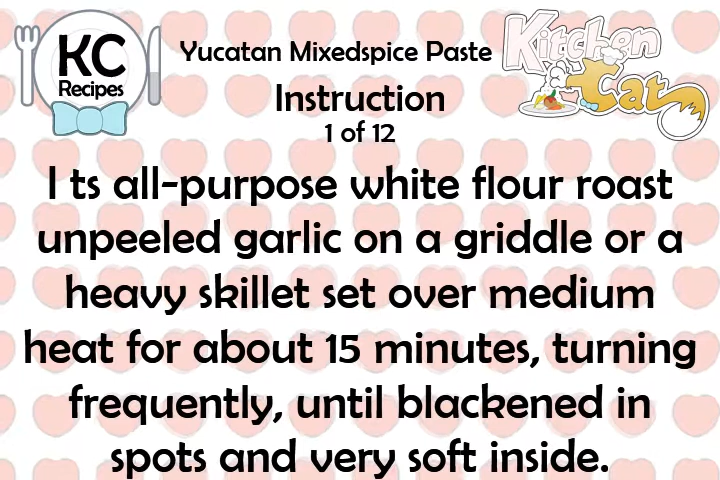 KC
Recipes
Yucatan Mixedspice Paste
Kitchen
Cat
Instruction
1 of 12
l ts all-purpose white flour roast
unpeeled garlic on a griddle or a
heavy skillet set over medium
heat for about 15 minutes, turning
frequently, until blackened in
spots and very soft inside.